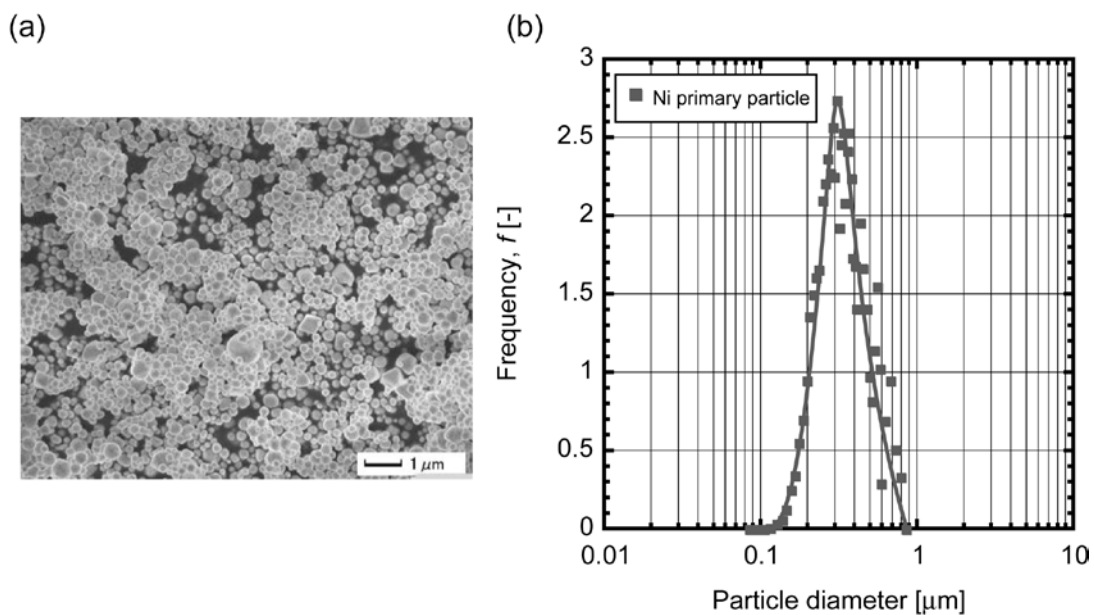 (a)
(b)
1 μm
3
2.5
2
1.5
1
0.5
0
Frequency, f [-]
Ni primary particle
0.01
0.1
1
10
Particle diameter [μm]